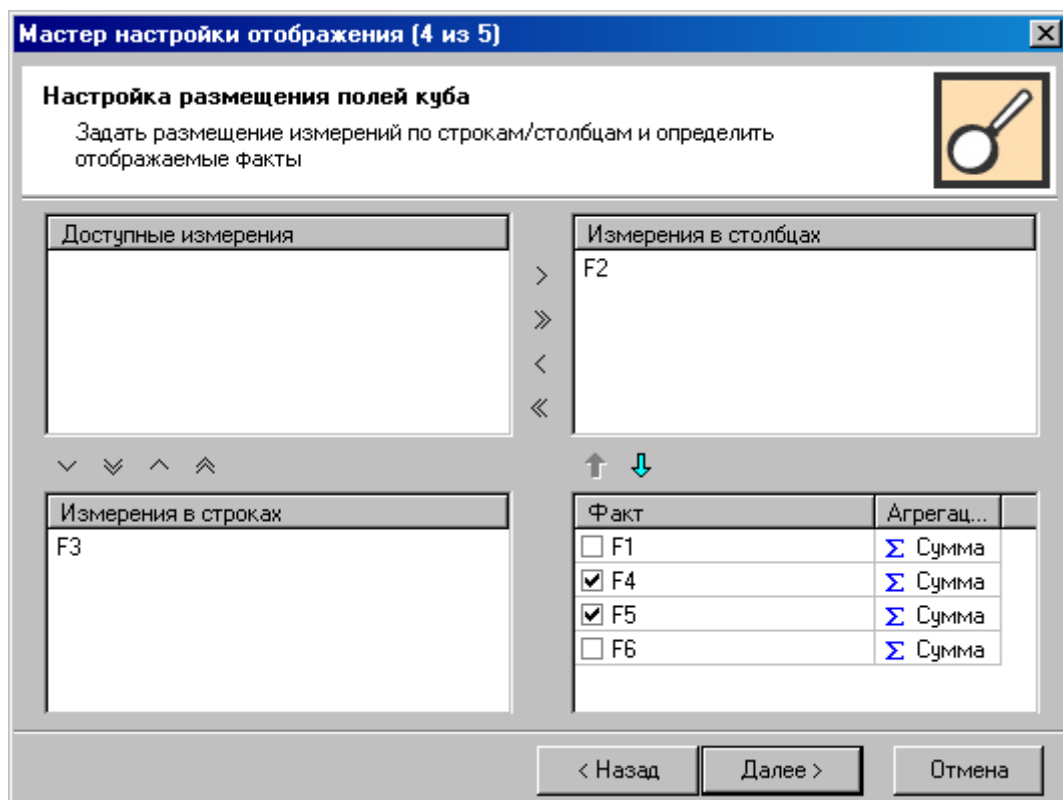 Мастер настройки отображения (4 из 5)
Настройка размещения полей куба
Задать размещение измерений по строкам/столбцам и определить
отображаемые факты
Доступные измерения
Измерения в столбцах
F2
>
≫
<
≪
Измерения в строках
F3
Факт Агрегац...
F1 Σ Сумма
F4 Σ Сумма
F5 Σ Сумма
F6 Σ Сумма
< Назад
Далее >
Отмена